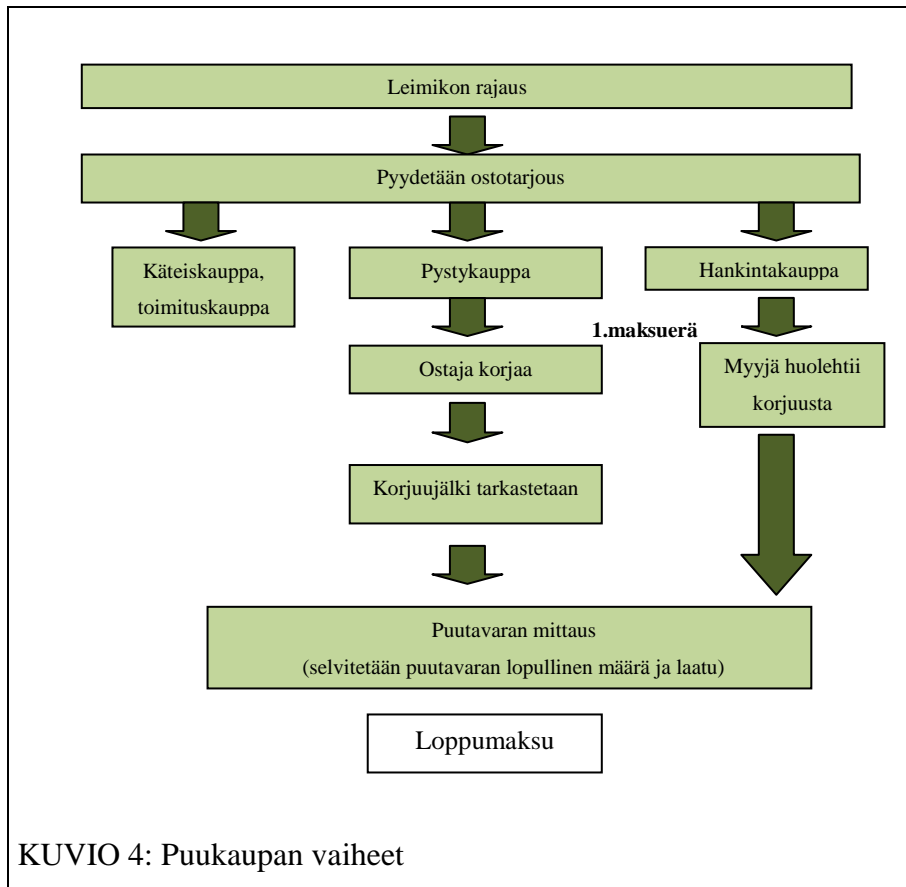 Leimikon rajaus
Pyydetään ostotarjous
Käteiskauppa,
toimituskauppa
Pystykauppa
Hankintakauppa
1.maksuerä
Ostaja korjaa
Myyjä huolehtii
korjuusta
Korjuujälki tarkastetaan
Puutavaran mittaus
(selvitetään puutavaran lopullinen määrä ja laatu)
Loppumaksu
KUVIO 4: Puukaupan vaiheet